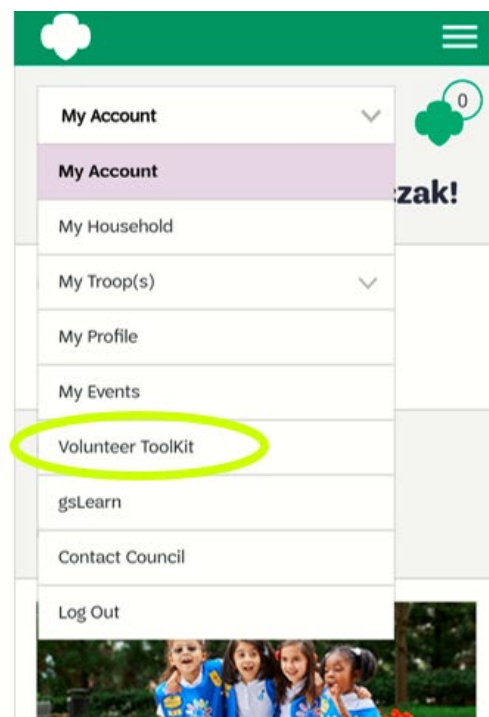 0
My Account
My Account
zak!
My Household
My Troop(s)
My Profile
My Events
Volunteer ToolKit
gsLearn
Contact Council
Log Out